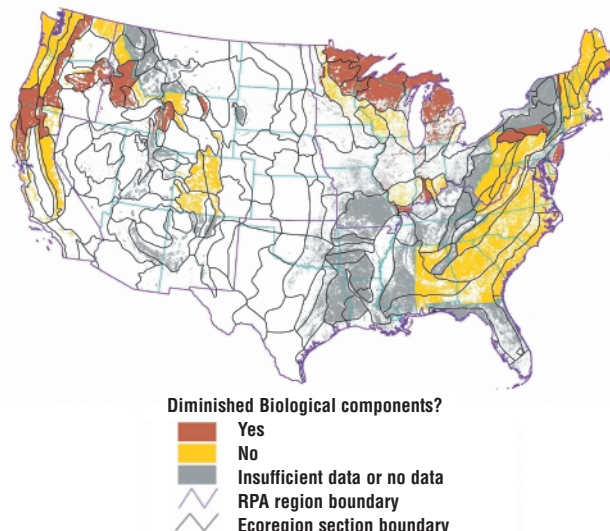 Diminished Biological components?
Yes
No
Insufficient data or no data
RPA region boundary
Ecoregion section boundary